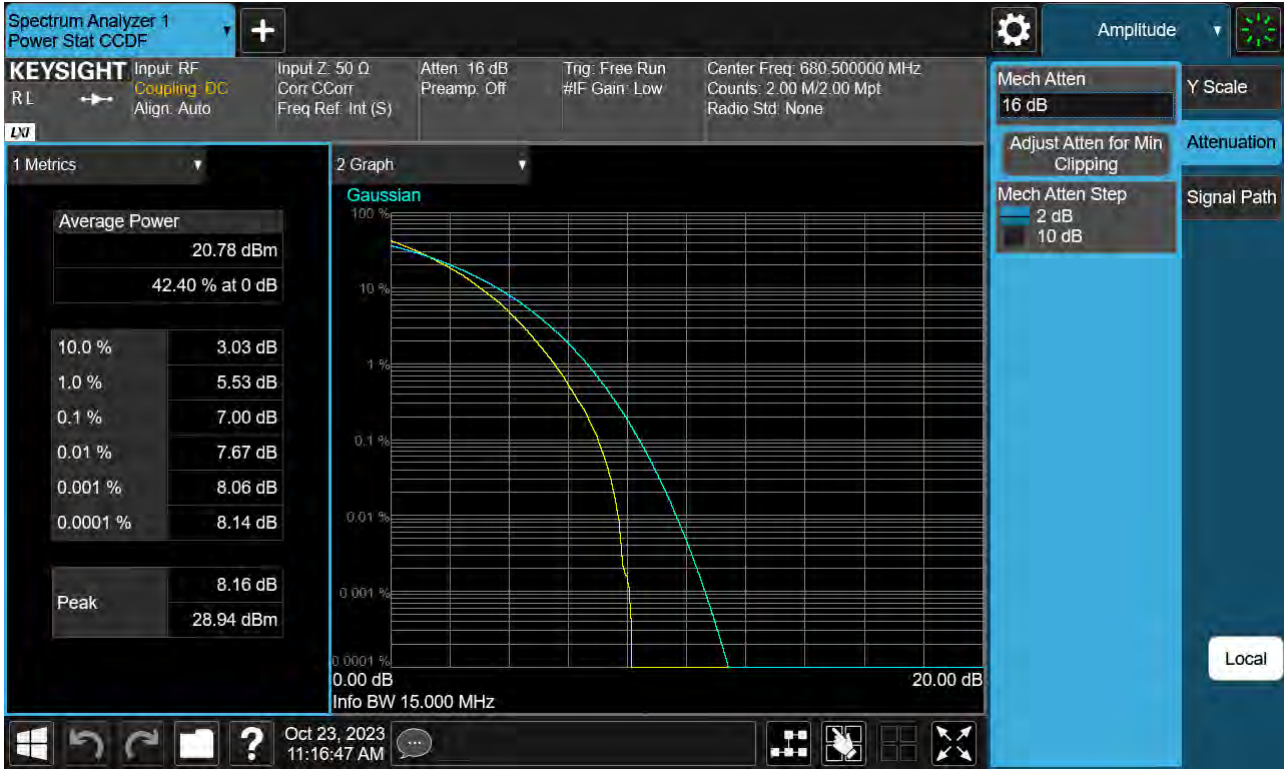 Spectrum Analyzer 1
Power Stat CCDF
+
Amplitude
KEYSIGHT
R L
LXI
Input: RF
Coupling: DC
Align: Auto
Input Z: 50 Ω
Corr CCorr
Freq Ref: Int (S)
Atten: 16 dB
Preamp: Off
Trig: Free Run
#IF Gain: Low
Center Freq: 680.500000 MHz
Counts: 2.00 M/2.00 Mpt
Radio Std: None
1 Metrics
Average Power
20.78 dBm
42.40 % at 0 dB
10.0 % 3.03 dB
1.0 % 5.53 dB
0.1 % 7.00 dB
0.01 % 7.67 dB
0.001 % 8.06 dB
0.0001 % 8.14 dB
Peak
8.16 dB
28.94 dBm
2 Graph
Gaussian
100 %
10 %
1 %
0.1 %
0.01 %
0.001 %
0.0001 %
0.00 dB
20.00 dB
Info BW 15.000 MHz
Mech Atten
16 dB
Adjust Atten for Min
Clipping
Mech Atten Step
2 dB
10 dB
Y Scale
Attenuation
Signal Path
Local
?
Oct 23, 2023
11:16:47 AM